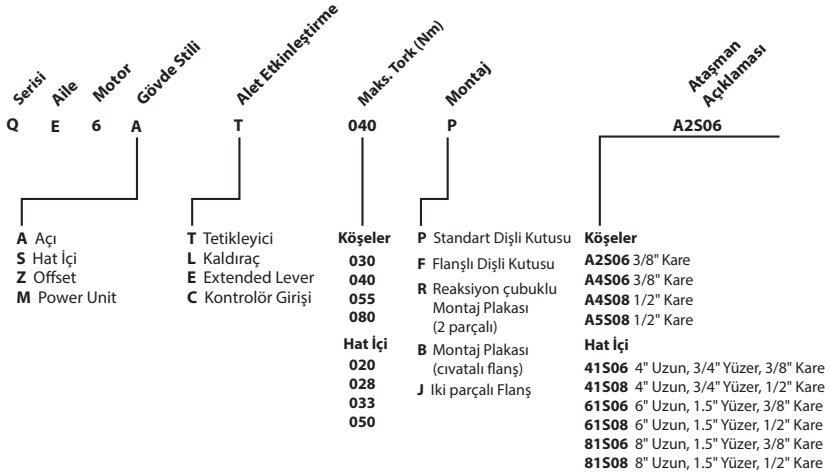 Serisi
Aile
Motor
Gövde Stili
Alet Etkinleştirme
Maks. Tork (Nm)
Montaj
Ataşman
Açıklaması
Q E 6 A T 040 P A2S06
A Açı
S Hat İçi
Z Offset
M Power Unit
T Tetikleyici
L Kaldıraç
E Extended Lever
C Kontrolör Girişi
Köşeler
030
040
055
080
Hat İçi
020
028
033
050
P Standart Dişli Kutusu
F Flanşlı Dişli Kutusu
R Reaksiyon çubuklu
Montaj Plakası
(2 parçalı)
B Montaj Plakası
(cıvatalı flanş)
J Iki parçalı Flanş
Köşeler
A2S06 3/8" Kare
A4S06 3/8" Kare
A4S08 1/2" Kare
A5S08 1/2" Kare
Hat İçi
41S06 4" Uzun, 3/4" Yüzer, 3/8" Kare
41S08 4" Uzun, 3/4" Yüzer, 1/2" Kare
61S06 6" Uzun, 1.5" Yüzer, 3/8" Kare
61S08 6" Uzun, 1.5" Yüzer, 1/2" Kare
81S06 8" Uzun, 1.5" Yüzer, 3/8" Kare
81S08 8" Uzun, 1.5" Yüzer, 1/2" Kare